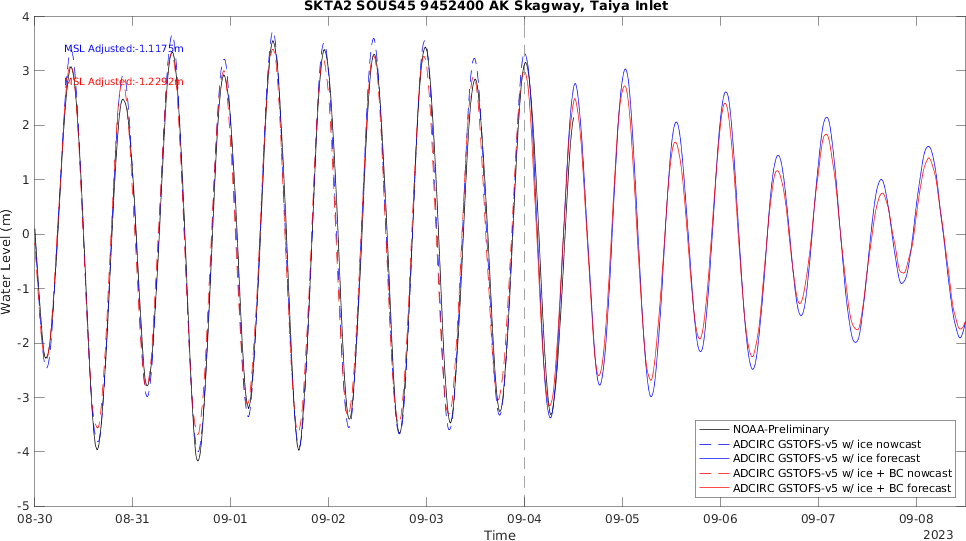 SKTA2 SOUS45 9452400 AK Skagway, Taiya Inlet
4
MSL Adjusted:-1.1175m
3
MSL Adjusted:-1.2292m
2
1
0
Water Level (m)
-1
-2
-3
-4
-5
NOAA-Preliminary
ADCIRC GSTOFS-v5 w/ ice nowcast
ADCIRC GSTOFS-v5 w/ ice forecast
ADCIRC GSTOFS-v5 w/ ice + BC nowcast
ADCIRC GSTOFS-v5 w/ ice + BC forecast
08-30 08-31 09-01 09-02 09-03 09-04 09-05 09-06 09-07 09-08
Time
2023